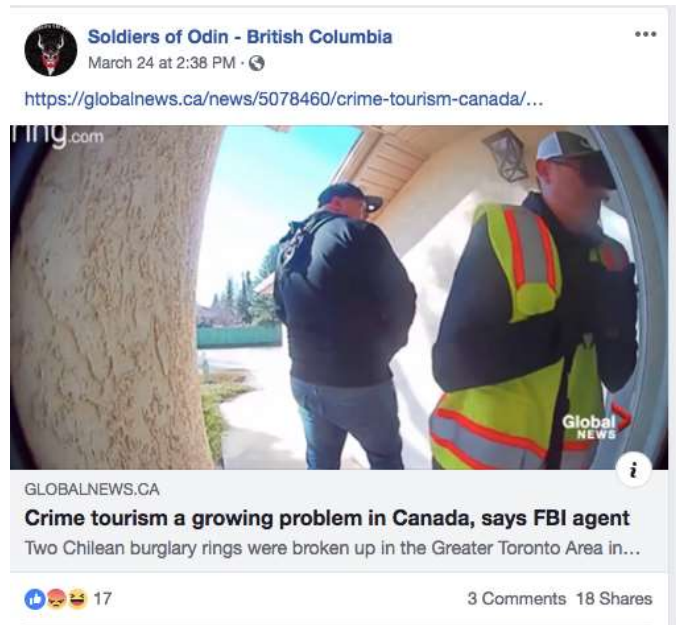 Soldiers of Odin - British Columbia
March 24 at 2:38 PM ·
https://globalnews.ca/news/5078460/crime-tourism-canada/...
ring.com
Global
NEWS
i
GLOBALNEWS.CA
Crime tourism a growing problem in Canada, says FBI agent
Two Chilean burglary rings were broken up in the Greater Toronto Area in...
17
3 Comments 18 Shares